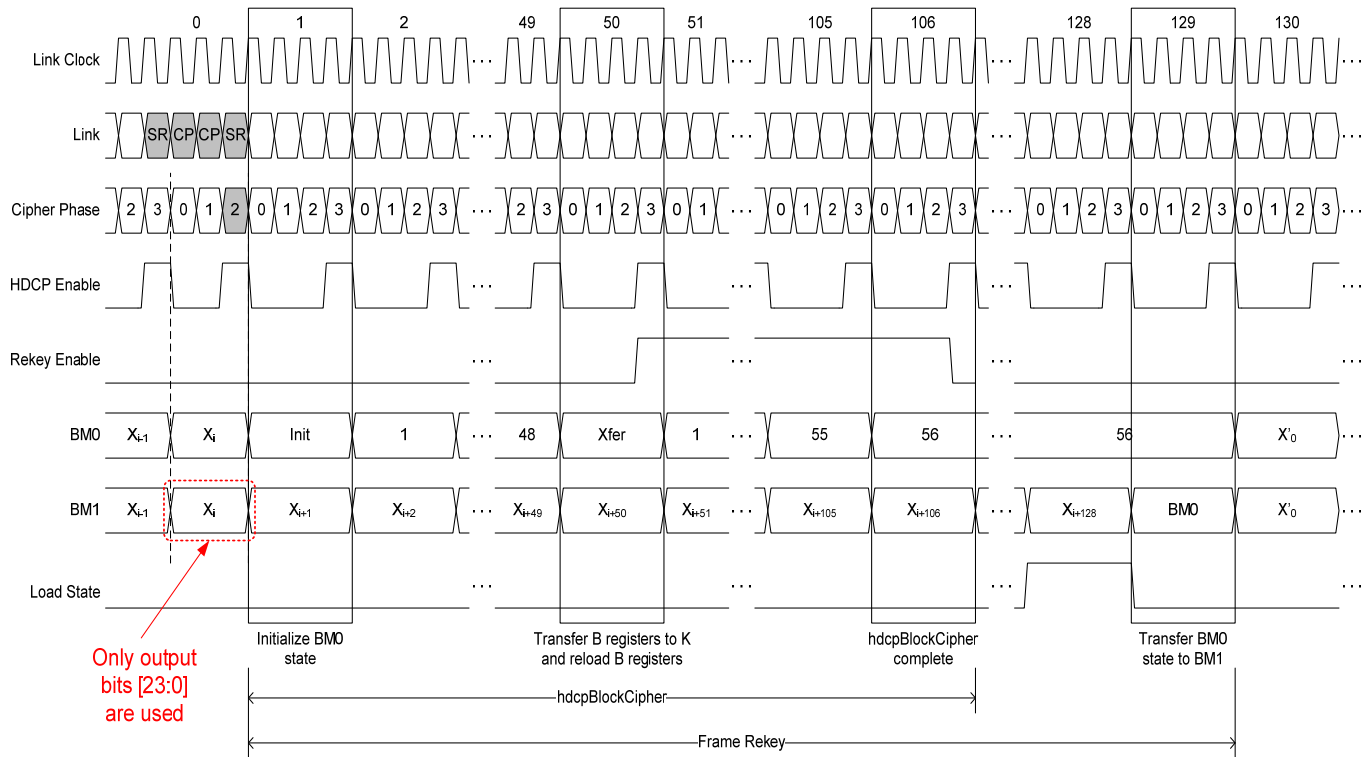 0 1 2 49 50 51 105 106 128 129 130
Link Clock ... ... ... ...
Link SR CP CP SR ... ... ... ...
Cipher Phase 2 3 0 1 2 0 1 2 3 0 1 2 3 ... 2 3 0 1 2 3 0 1 ... 0 1 2 3 0 1 2 3 ... 0 1 2 3 0 1 2 3 0 1 2 3 ...
HDCP Enable ... ... ... ...
Rekey Enable ... ... ... ...
BM0 Xi-1 Xi Init 1 ... 48 Xfer 1 ... 55 56 ... 56 X'0 ...
BM1 Xi-1 Xi Xi+1 Xi+2 ... Xi+49 Xi+50 Xi+51 ... Xi+105 Xi+106 ... Xi+128 BM0 X'0 ...
Load State ... ... ... ...
Initialize BM0
state
Transfer B registers to K
and reload B registers
hdcpBlockCipher
complete
Transfer BM0
state to BM1
Only output
bits [23:0]
are used
hdcpBlockCipher
Frame Rekey